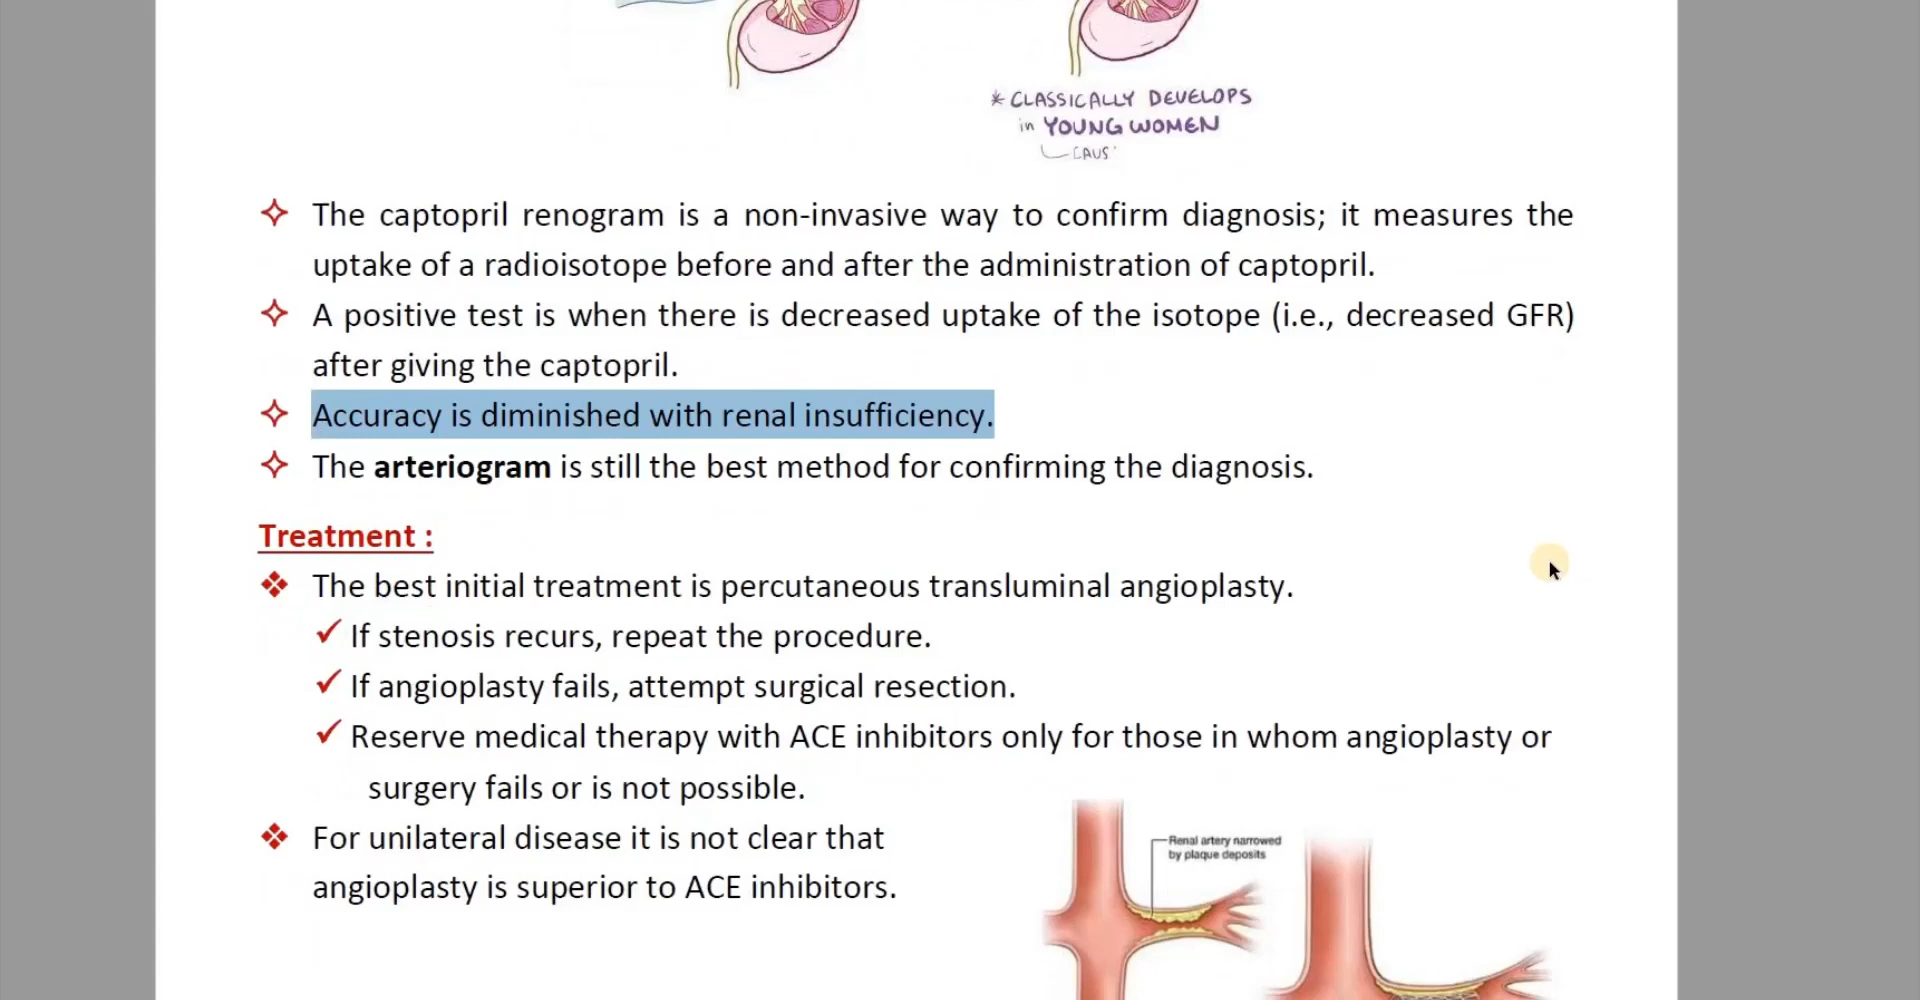 * CLASSICALLY DEVELOPS
in YOUNG WOMEN
The captopril renogram is a non-invasive way to confirm diagnosis; it measures the
uptake of a radioisotope before and after the administration of captopril.
A positive test is when there is decreased uptake of the isotope (i.e., decreased GFR)
after giving the captopril.
Accuracy is diminished with renal insufficiency.
The arteriogram is still the best method for confirming the diagnosis.
Treatment :
The best initial treatment is percutaneous transluminal angioplasty.
✓ If stenosis recurs, repeat the procedure.
✓ If angioplasty fails, attempt surgical resection.
✓ Reserve medical therapy with ACE inhibitors only for those in whom angioplasty or
surgery fails or is not possible.
For unilateral disease it is not clear that
angioplasty is superior to ACE inhibitors.
Renal artery narrowed
by plaque deposits